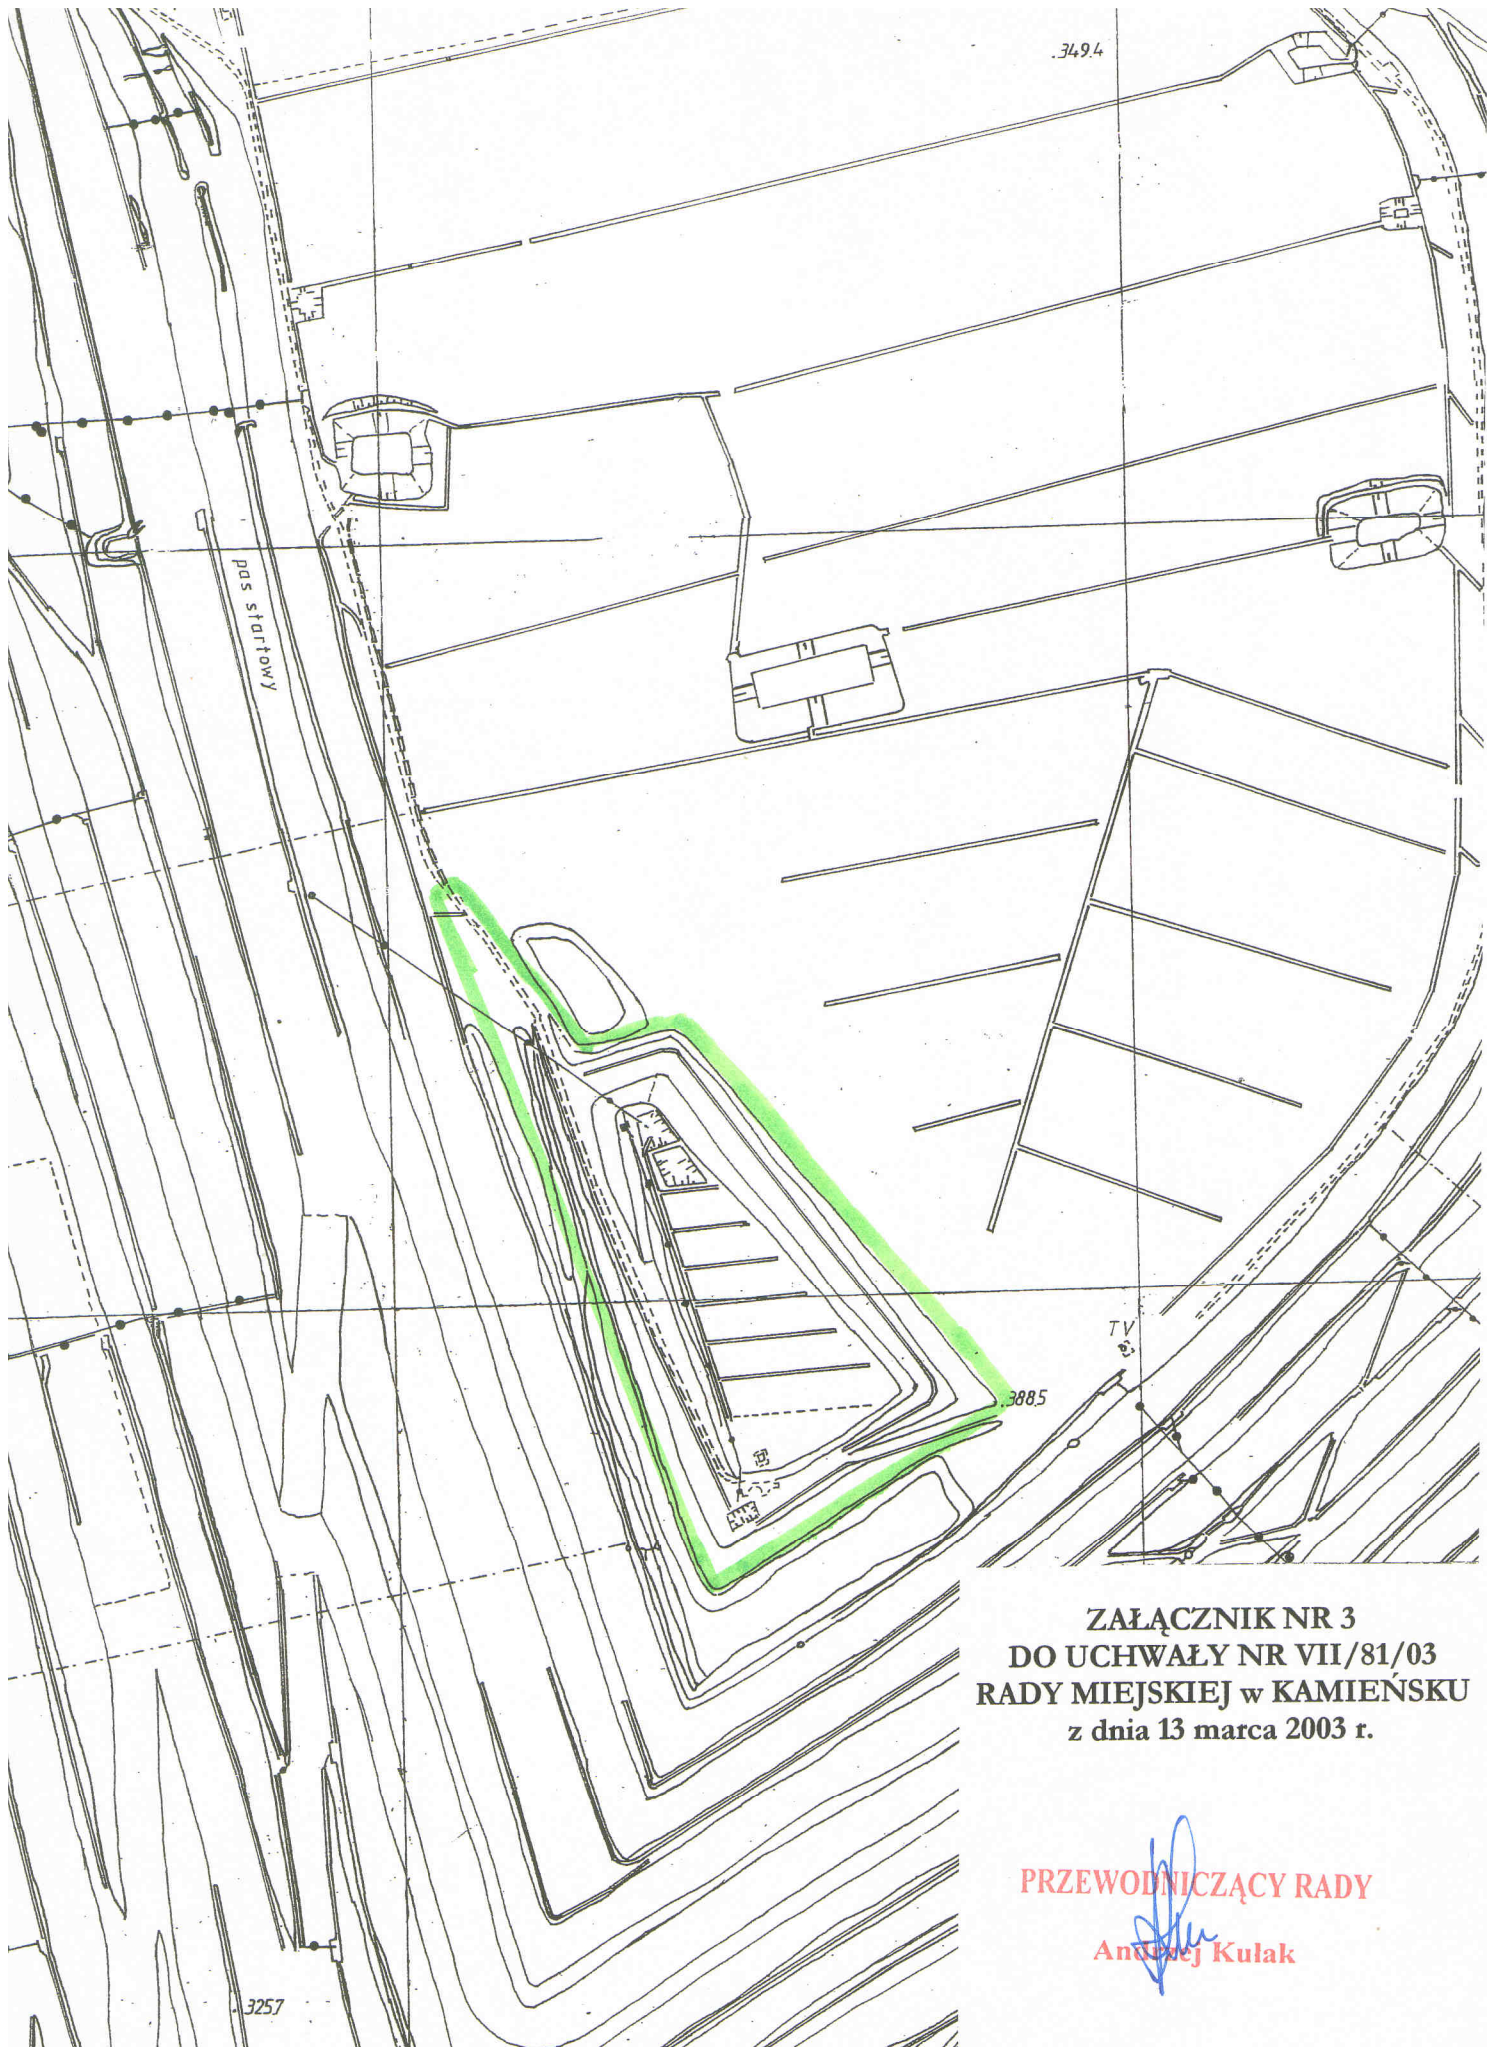 .349.4
pas startowy
TV
.388.5
ZAŁĄCZNIK NR 3
DO UCHWAŁY NR VII/81/03
RADY MIEJSKIEJ w KAMIEŃSKU
z dnia 13 marca 2003 r.
PRZEWODNICZĄCY RADY
Andrzej Kułak
.325.7